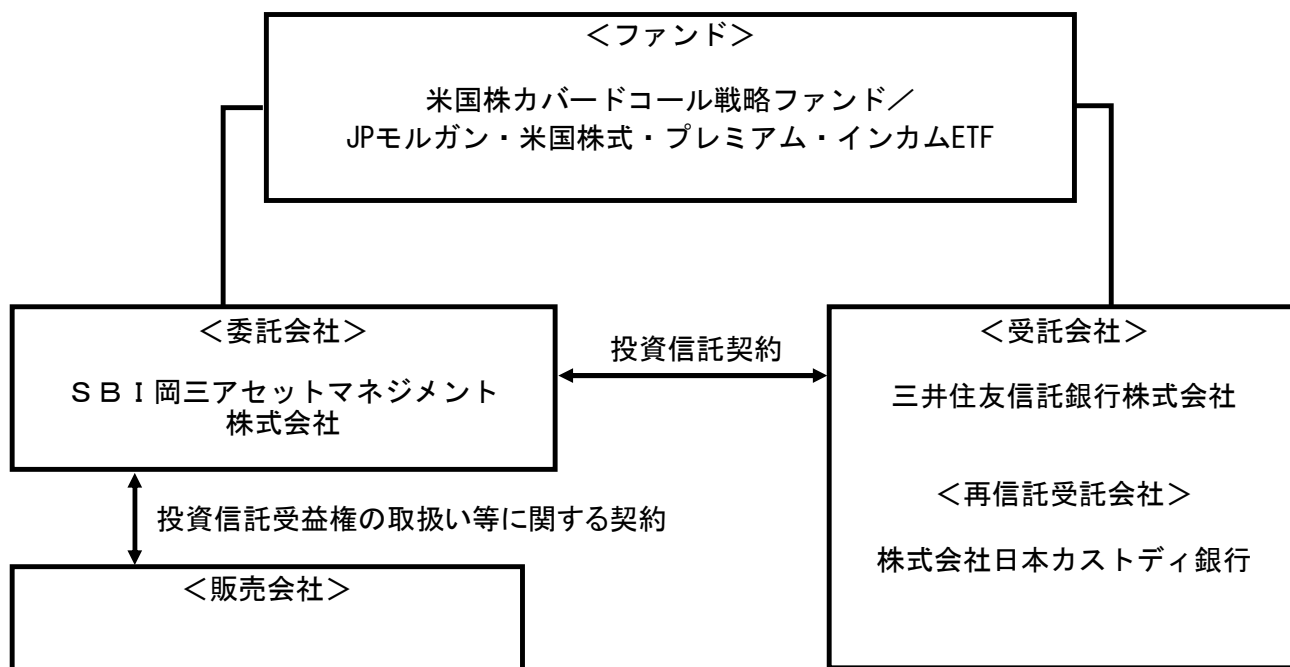 ＜ファンド＞
米国株カバードコール戦略ファンド／
JPモルガン・米国株式・プレミアム・インカムETF
＜委託会社＞
ＳＢＩ岡三アセットマネジメント
株式会社
投資信託契約
＜受託会社＞
三井住友信託銀行株式会社
＜再信託受託会社＞
株式会社日本カストディ銀行
投資信託受益権の取扱い等に関する契約
＜販売会社＞